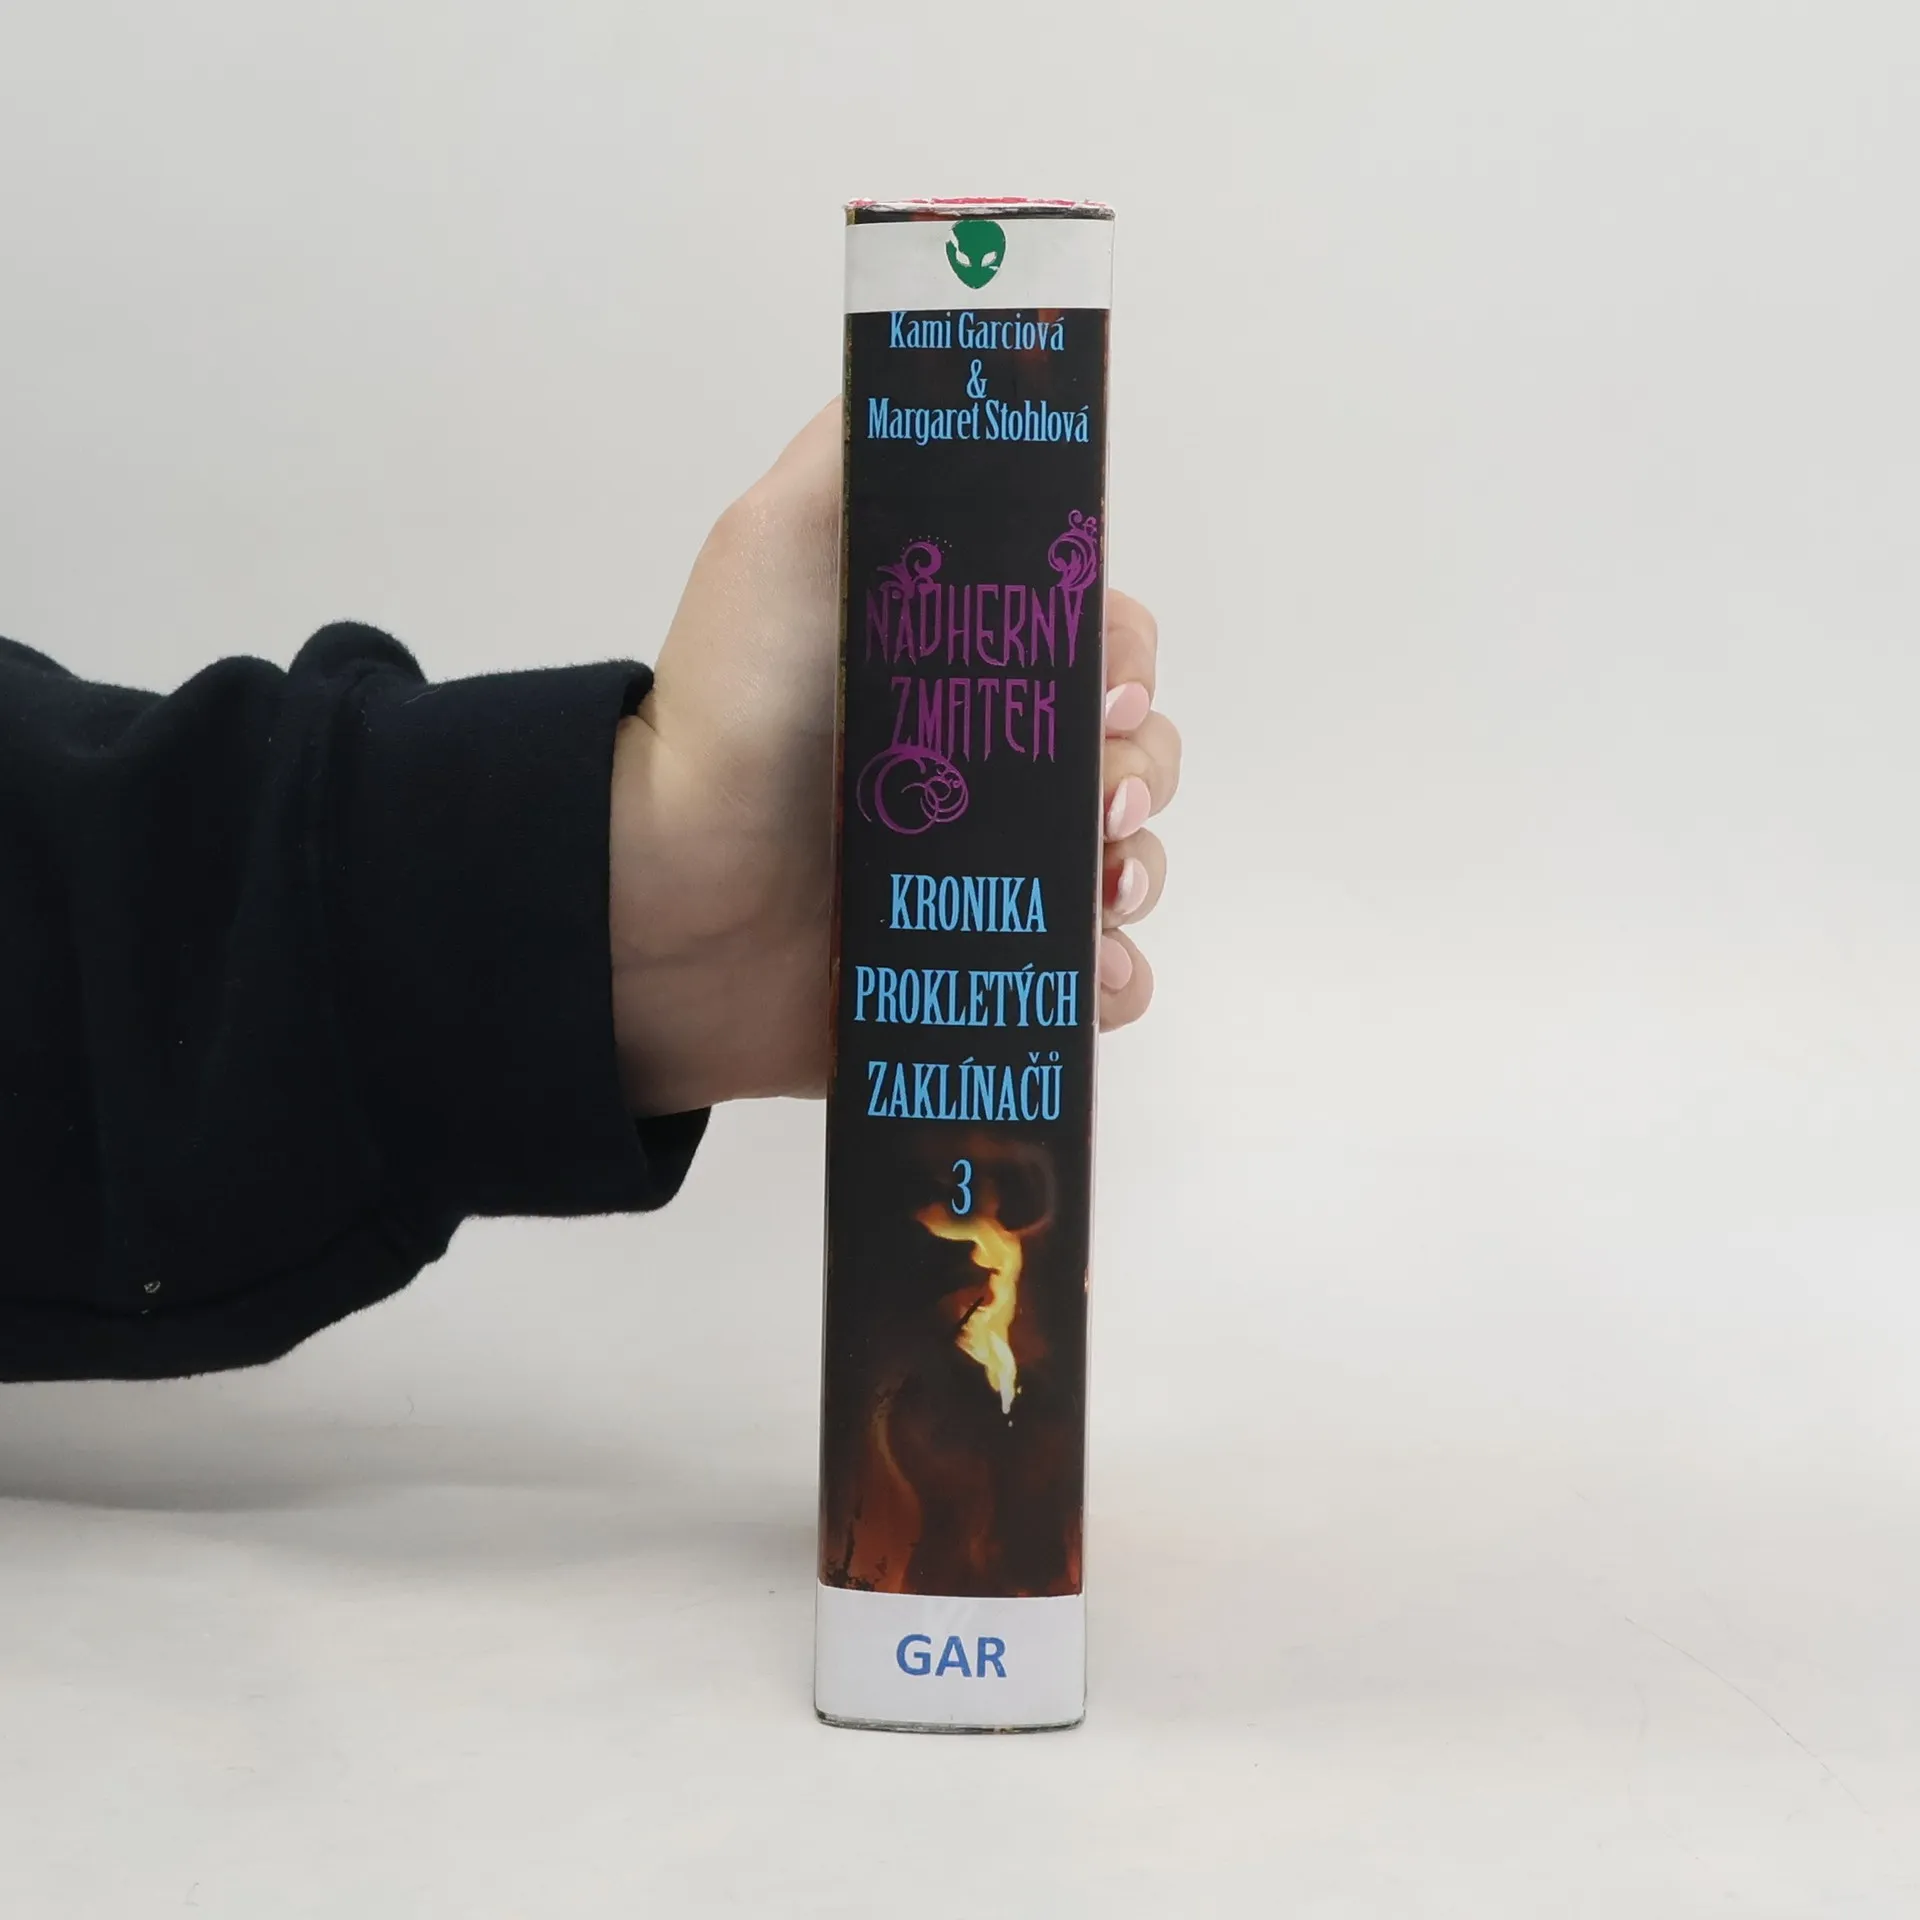 Kami Garciová
&
Margaret Stohlová
NÁDHERNÝ
ZMATEK
KRONIKA
PROKLETÝCH
ZAKLÍNAČŮ
3
GAR